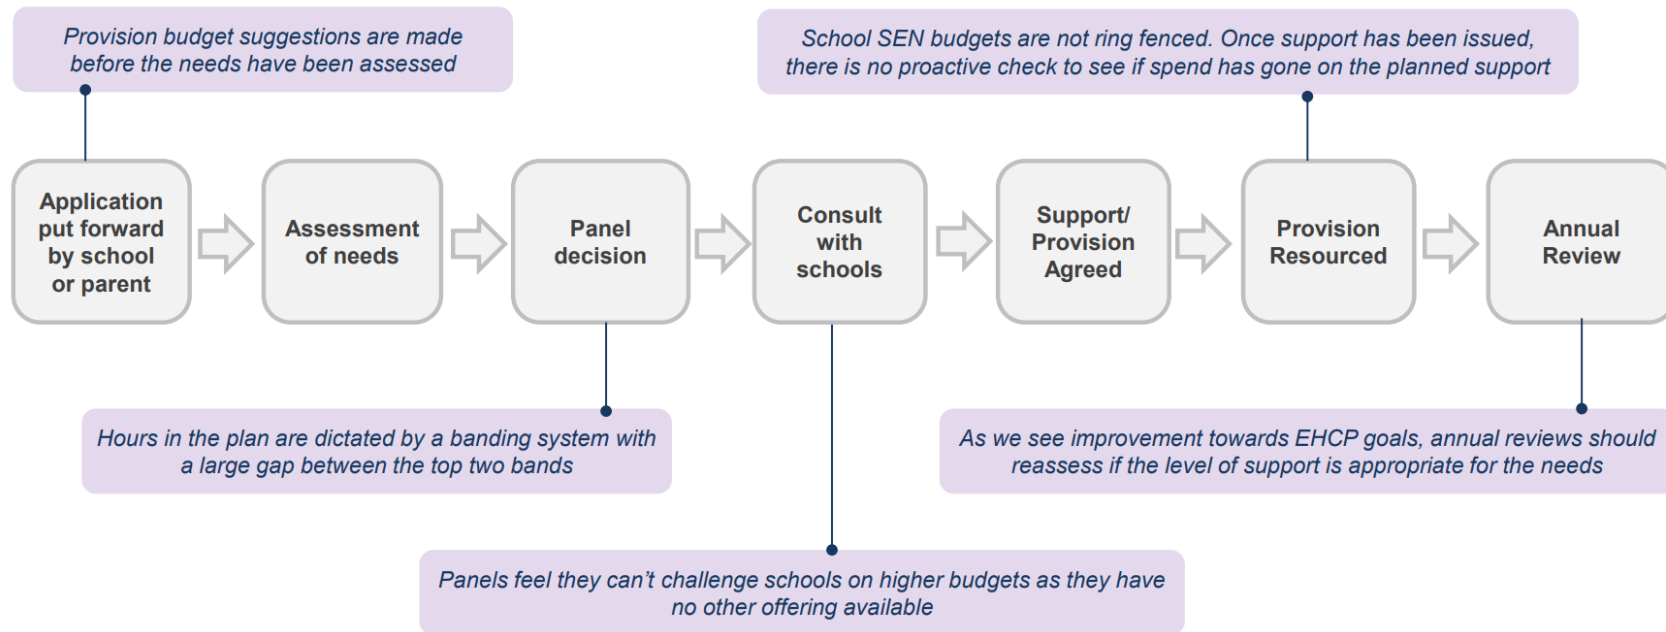 Provision budget suggestions are made
before the needs have been assessed
School SEN budgets are not ring fenced. Once support has been issued,
there is no proactive check to see if spend has gone on the planned support
Application
put forward
by school
or parent
Assessment
of needs
Panel
decision
Consult
with
schools
Support/
Provision
Agreed
Provision
Resourced
Annual
Review
Hours in the plan are dictated by a banding system with
a large gap between the top two bands
As we see improvement towards EHCP goals, annual reviews should
reassess if the level of support is appropriate for the needs
Panels feel they can’t challenge schools on higher budgets as they have
no other offering available